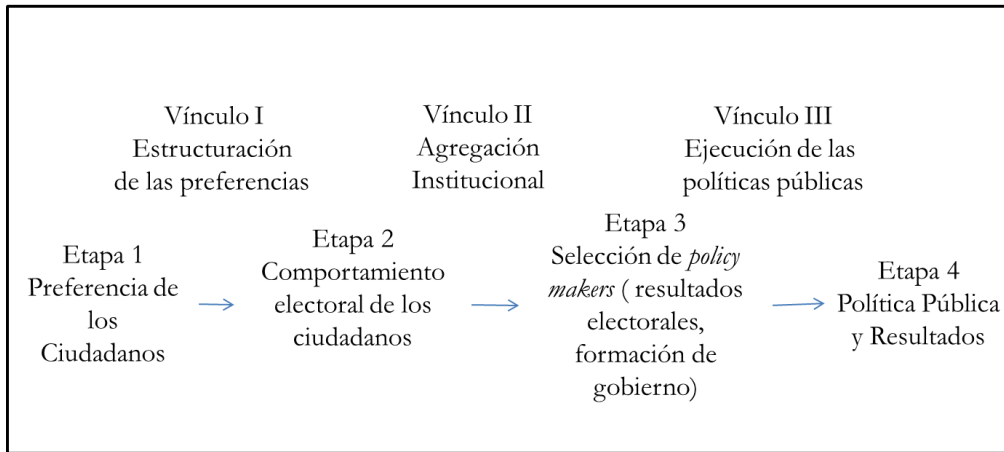 Vínculo I
Estructuración
de las preferencias
Vínculo II
Agregación
Institucional
Vínculo III
Ejecución de las
políticas públicas
Etapa 1
Preferencia de
los
Ciudadanos
Etapa 2
Comportamiento
electoral de los
ciudadanos
Etapa 3
Selección de policy
makers ( resultados
electorales,
formación de
gobierno)
Etapa 4
Política Pública
y Resultados